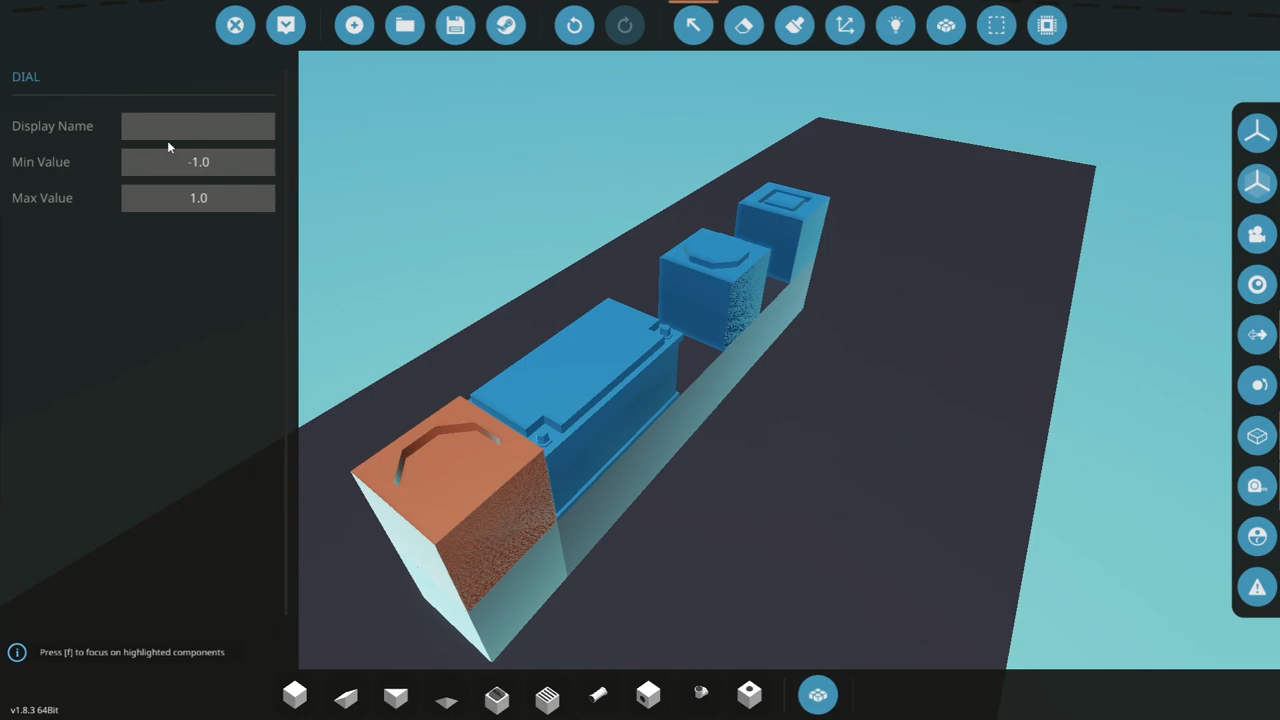 DIAL
Display Name
Min Value -1.0
Max Value 1.0
Press [f] to focus on highlighted components
v1.8.3 64Bit